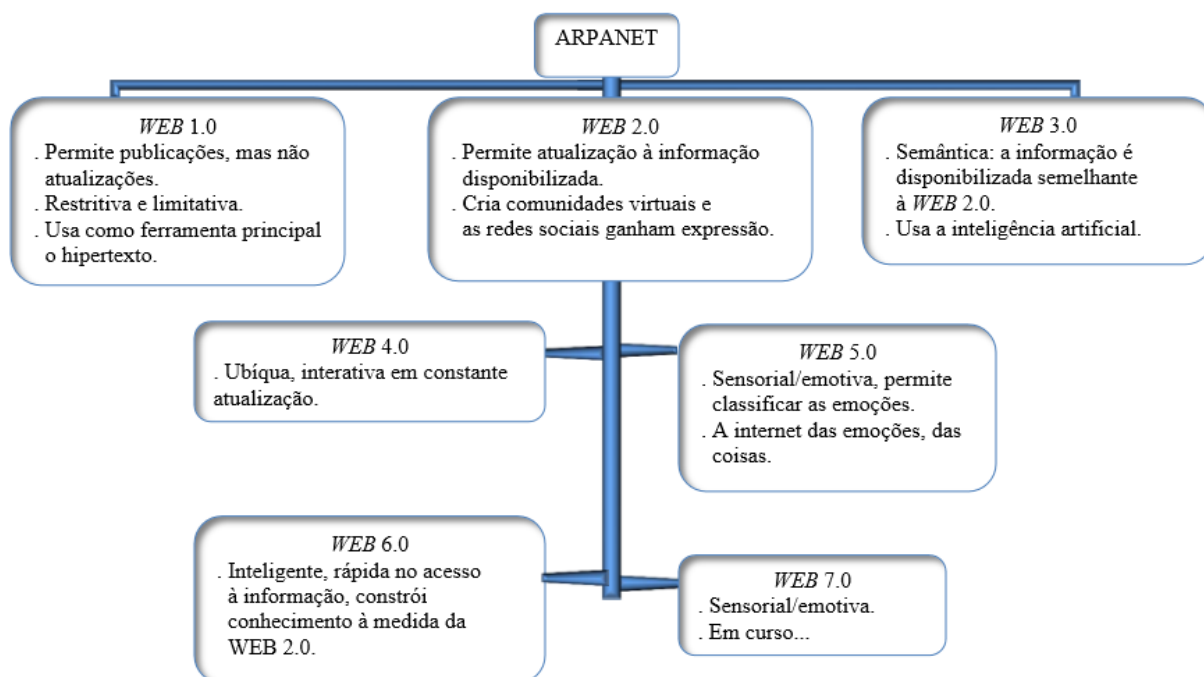 ARPANET
WEB 1.0
. Permite publicações, mas não
atualizações.
. Restritiva e limitativa.
. Usa como ferramenta principal
o hipertexto.
WEB 2.0
. Permite atualização à informação
disponibilizada.
. Cria comunidades virtuais e
as redes sociais ganham expressão.
WEB 3.0
. Semântica: a informação é
disponibilizada semelhante
à WEB 2.0.
. Usa a inteligência artificial.
WEB 4.0
. Ubíqua, interativa em constante
atualização.
WEB 5.0
. Sensorial/emotiva, permite
classificar as emoções.
. A internet das emoções, das
coisas.
WEB 6.0
. Inteligente, rápida no acesso
à informação, constrói
conhecimento à medida da
WEB 2.0.
WEB 7.0
. Sensorial/emotiva.
. Em curso...